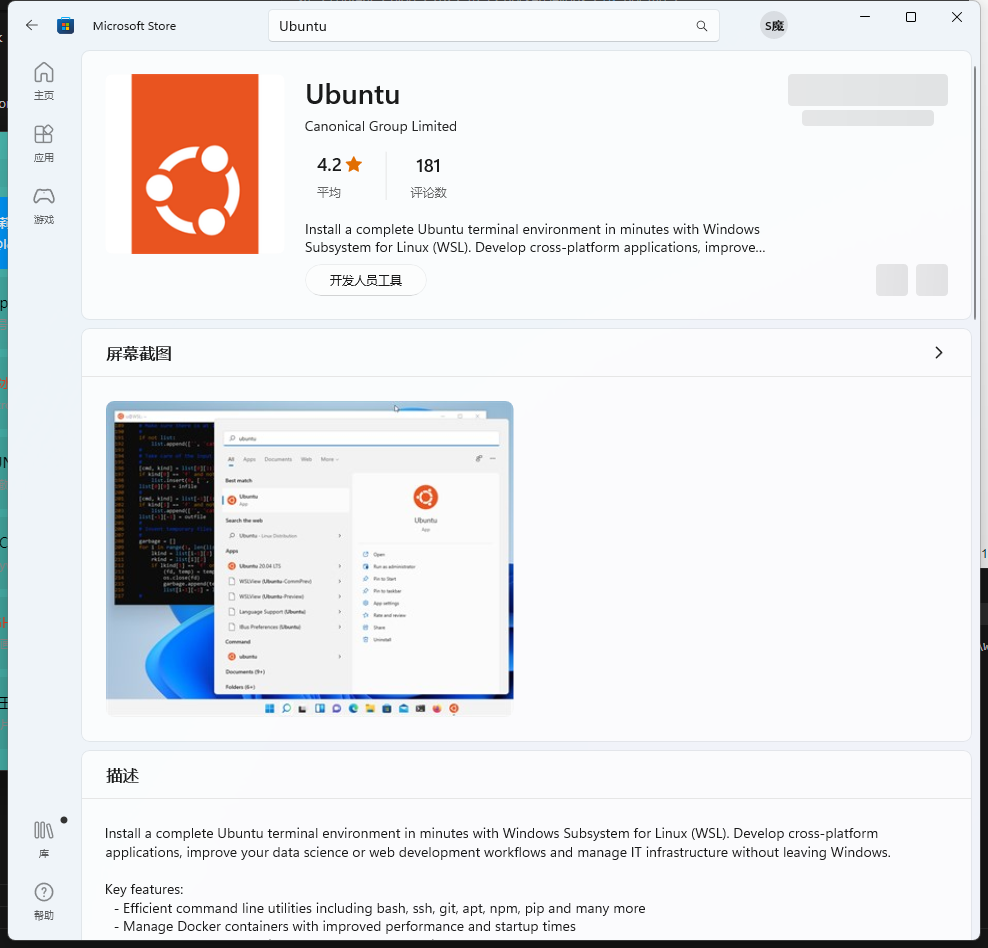 Microsoft Store
Ubuntu
S魔
主页
应用
游戏
库
帮助
Ubuntu
Canonical Group Limited
4.2
平均
181
评论数
Install a complete Ubuntu terminal environment in minutes with Windows
Subsystem for Linux (WSL). Develop cross-platform applications, improve...
开发人员工具
屏幕截图
ubuntu
All Apps Documents Web More
Best match
Ubuntu
App
Search the web
Ubuntu - Linux Distribution
Apps
Ubuntu 20.04 LTS
WSLView (Ubuntu-CommPrev)
WSLView (Ubuntu-Preview)
Language Support (Ubuntu)
IBus Preferences (Ubuntu)
Command
ubuntu
Documents (9+)
Folders (6+)
Ubuntu
App
Open
Run as administrator
Pin to Start
Pin to taskbar
App settings
Rate and review
Share
Uninstall
描述
Install a complete Ubuntu terminal environment in minutes with Windows Subsystem for Linux (WSL). Develop cross-platform
applications, improve your data science or web development workflows and manage IT infrastructure without leaving Windows.
Key features:
- Efficient command line utilities including bash, ssh, git, apt, npm, pip and many more
- Manage Docker containers with improved performance and startup times